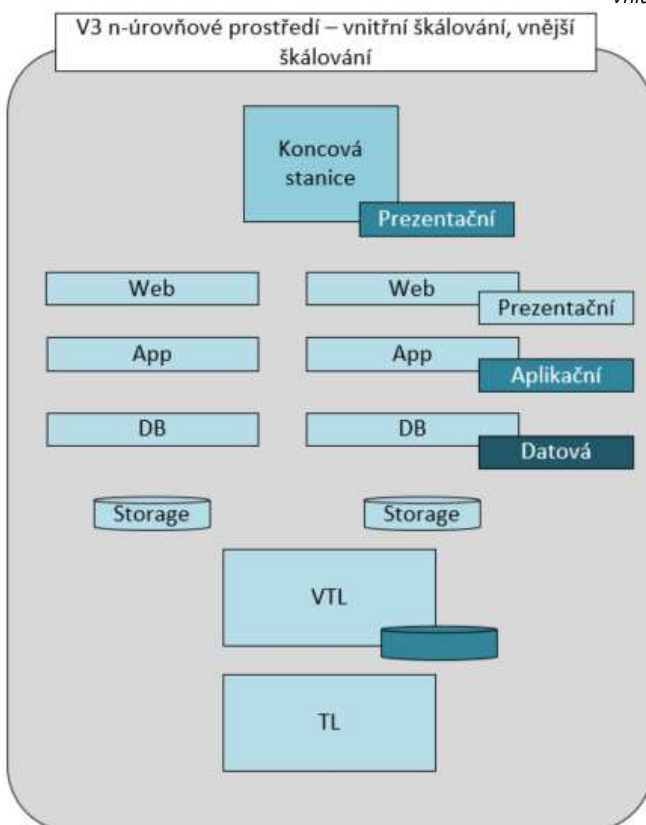 V3 n-úrovňové prostředí – vnitřní škálování, vnější
škálování
Koncová
stanice
Prezentační
Web
Web
Prezentační
App
App
Aplikační
DB
DB
Datová
Storage
Storage
VTL
TL